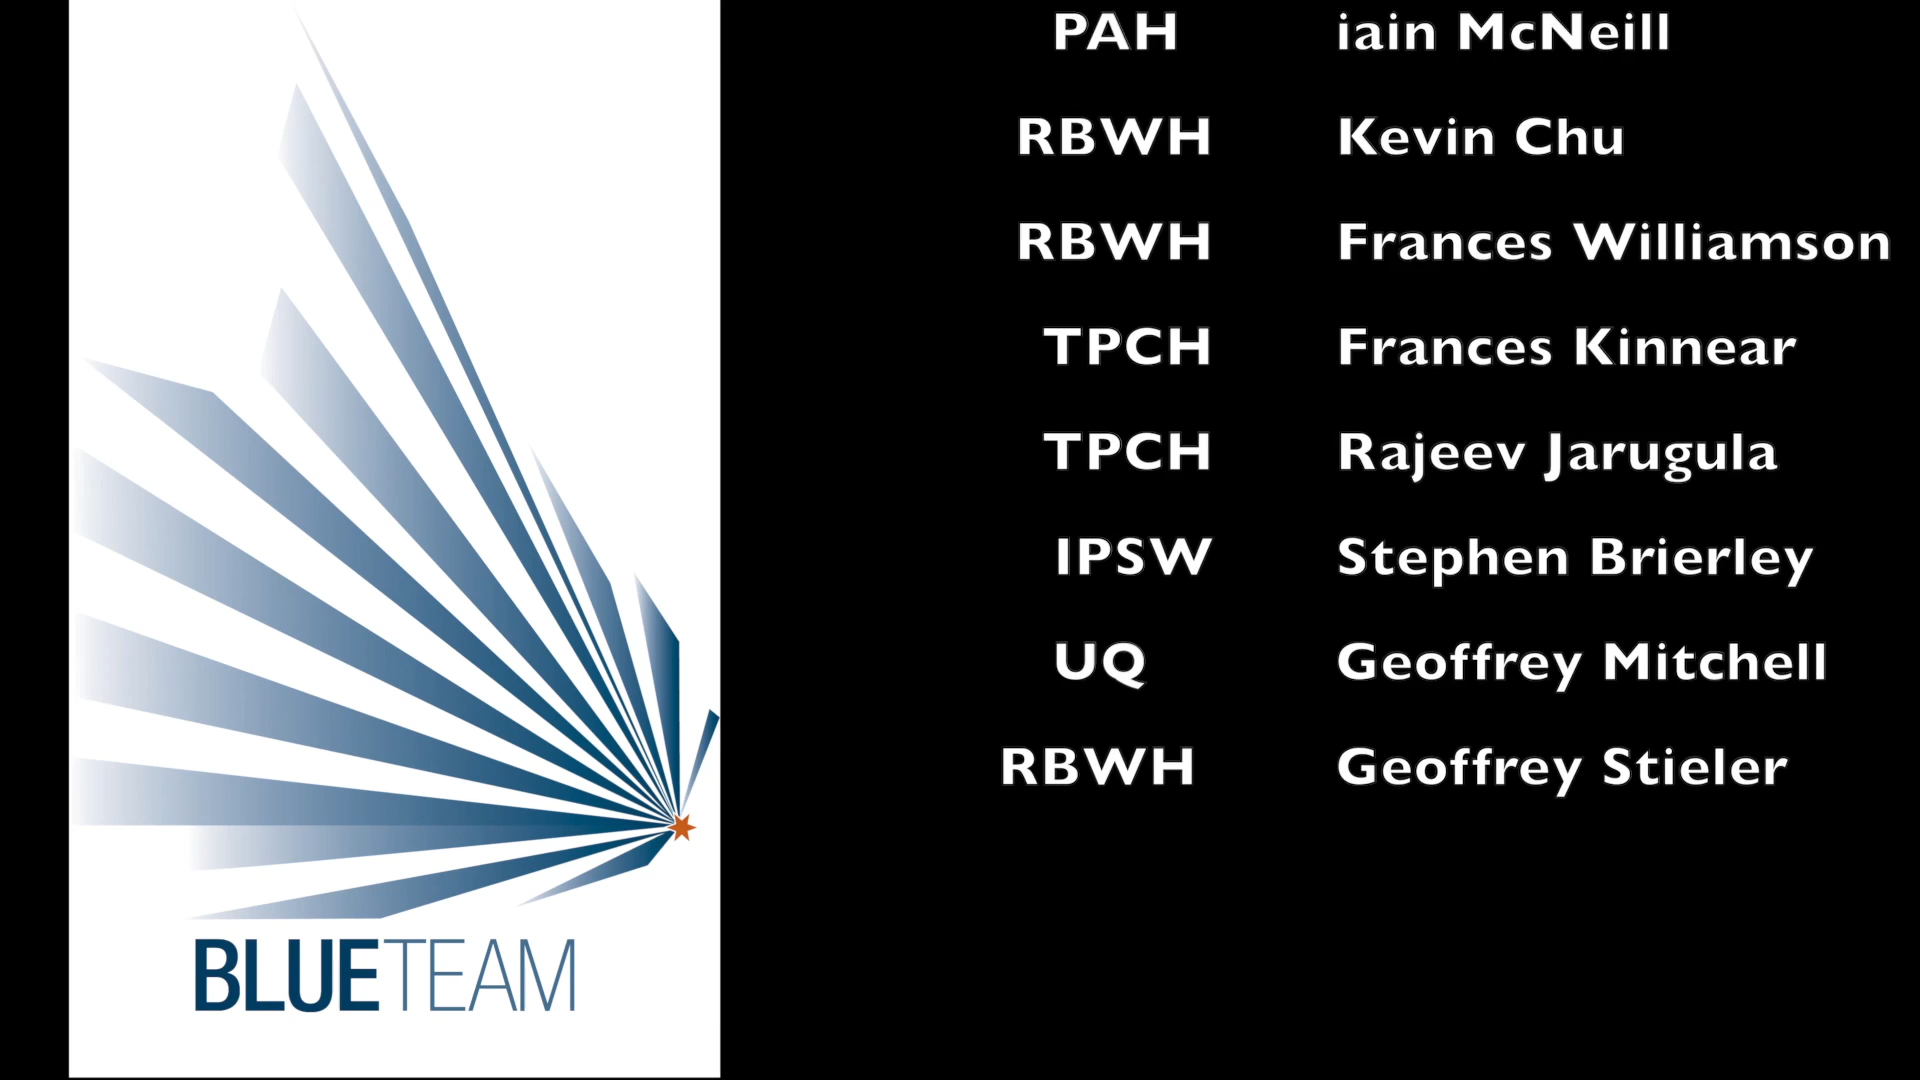 PAH iain McNeill
RBWH Kevin Chu
RBWH Frances Williamson
TPCH Frances Kinnear
TPCH Rajeev Jarugula
IPSW Stephen Brierley
UQ Geoffrey Mitchell
RBWH Geoffrey Stieler
BLUETEAM